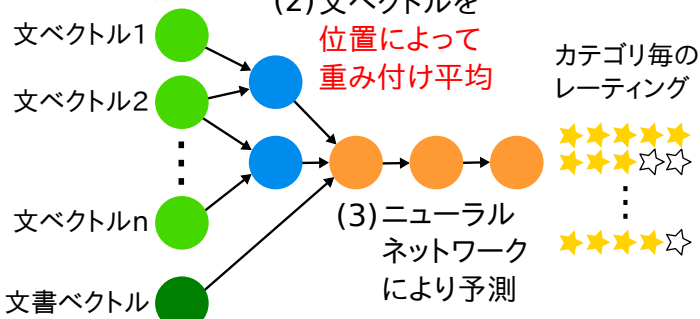 (2)文ベクトルを
位置によって
重み付け平均
文ベクトル1
文ベクトル2
文ベクトルn
文書ベクトル
(3)ニューラル
ネットワーク
により予測
カテゴリ毎の
レーティング